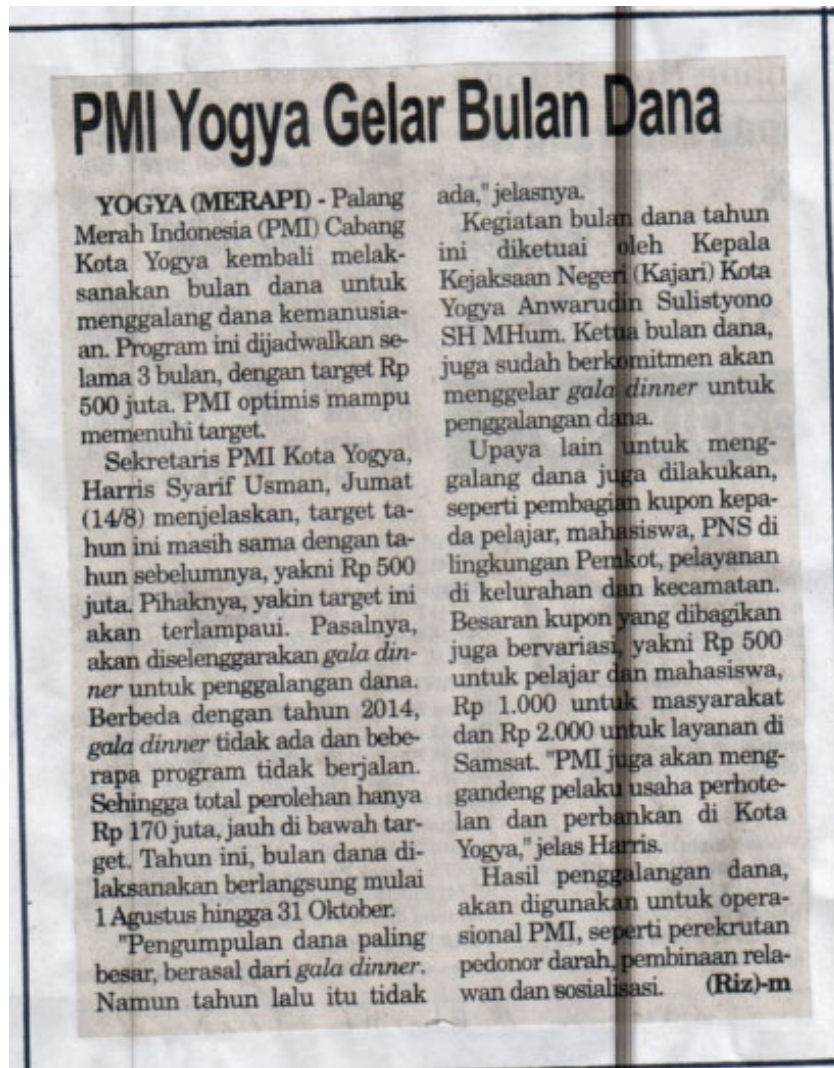 PMI Yogya Gelar Bulan Dana
YOGYA (MERAPI) - Palang
Merah Indonesia (PMI) Cabang
Kota Yogya kembali melak-
sanakan bulan dana untuk
menggalang dana kemanusia-
an. Program ini dijadwalkan se-
lama 3 bulan, dengan target Rp
500 juta. PMI optimis mampu
memenuhi target.
Sekretaris PMI Kota Yogya,
Harris Syarif Usman, Jumat
(14/8) menjelaskan, target ta-
hun ini masih sama dengan ta-
hun sebelumnya, yakni Rp 500
juta. Pihaknya, yakin target ini
akan terlampaui. Pasalnya,
akan diselenggarakan gala din-
ner untuk penggalangan dana.
Berbeda dengan tahun 2014,
gala dinner tidak ada dan bebe-
rapa program tidak berjalan.
Sehingga total perolehan hanya
Rp 170 juta, jauh di bawah tar-
get. Tahun ini, bulan dana di-
laksanakan berlangsung mulai
1 Agustus hingga 31 Oktober.
"Pengumpulan dana paling
besar, berasal dari gala dinner.
Namun tahun lalu itu tidak
ada," jelasnya.
Kegiatan bulan dana tahun
ini diketuai oleh Kepala
Kejaksaan Negeri (Kajari) Kota
Yogya Anwarudin Sulistyono
SH MHum. Ketua bulan dana,
juga sudah berkomitmen akan
menggelar gala dinner untuk
penggalangan dana.
Upaya lain untuk meng-
galang dana juga dilakukan,
seperti pembagian kupon kepa-
da pelajar, mahasiswa, PNS di
lingkungan Pemkot, pelayanan
di kelurahan dan kecamatan.
Besaran kupon yang dibagikan
juga bervariasi, yakni Rp 500
untuk pelajar dan mahasiswa,
Rp 1.000 untuk masyarakat
dan Rp 2.000 untuk layanan di
Samsat. "PMI juga akan meng-
gandeng pelaku usaha perhote-
lan dan perbankan di Kota
Yogya," jelas Harris.
Hasil penggalangan dana,
akan digunakan untuk opera-
sional PMI, seperti perekrutan
pedonor darah, pembinaan rela-
wan dan sosialisasi. (Riz)-m